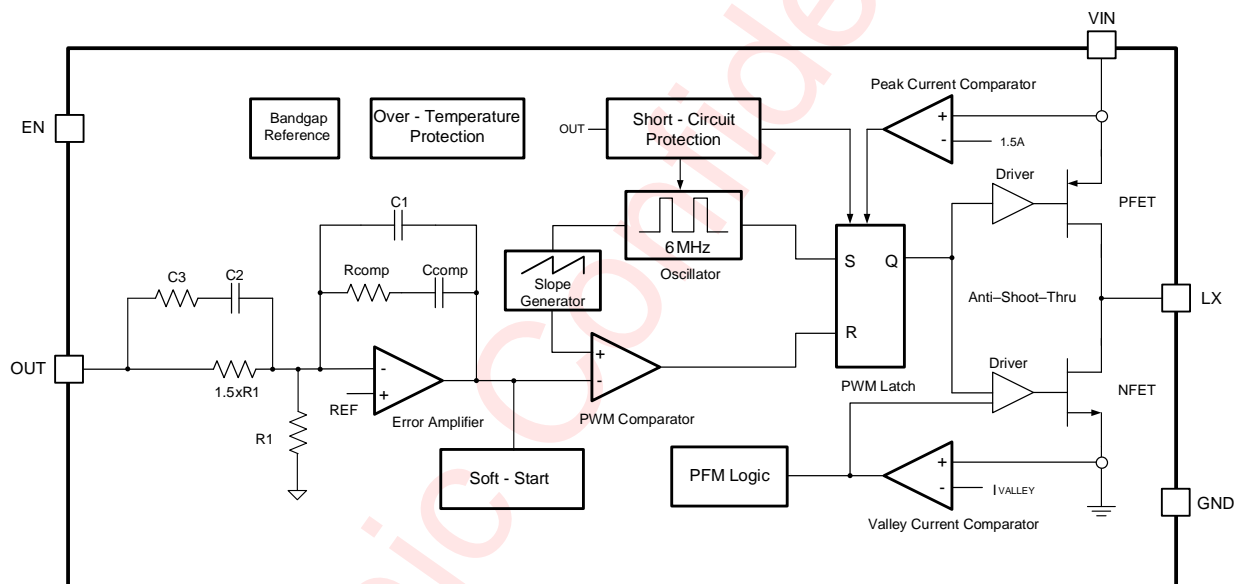 VIN
Peak Current Comparator
EN
Bandgap
Reference
Over - Temperature
Protection
OUT
Short - Circuit
Protection
+
-
1.5A
Driver
PFET
C1
6MHz
Oscillator
Rcomp
Ccomp
Slope
Generator
S
Q
R
C3
C2
Anti–Shoot–Thru
LX
OUT
1.5xR1
-
+
REF
Error Amplifier
+
-
PWM Comparator
PWM Latch
Driver
NFET
R1
Soft - Start
PFM Logic
+
-
IVALLEY
Valley Current Comparator
GND